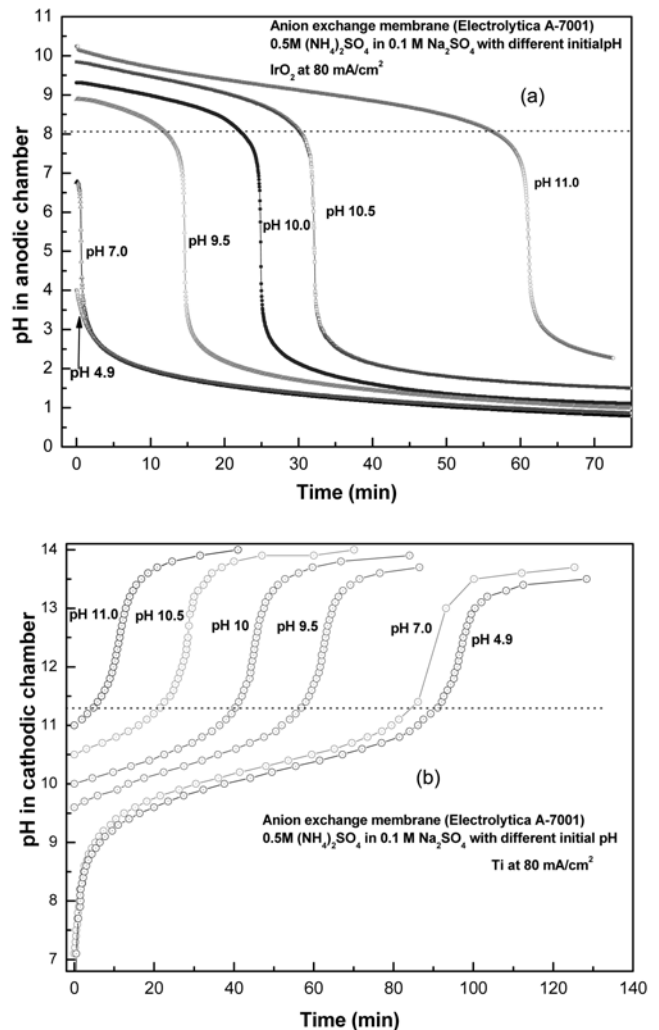 Anion exchange membrane (Electrolytica A-7001)
0.5M (NH4)2SO4 in 0.1 M Na2SO4 with different initialpH
IrO2 at 80 mA/cm2
(a)
pH in anodic chamber
11
10
9
8
7
6
5
4
3
2
1
0
pH 7.0
pH 9.5
pH 10.0
pH 10.5
pH 11.0
pH 4.9
0 10 20 30 40 50 60 70
Time (min)
pH in cathodic chamber
14
13
12
11
10
9
8
7
pH 11.0
pH 10.5
pH 10
pH 9.5
pH 7.0
pH 4.9
(b)
Anion exchange membrane (Electrolytica A-7001)
0.5M (NH4)2SO4 in 0.1 M Na2SO4 with different initial pH
Ti at 80 mA/cm2
0 20 40 60 80 100 120 140
Time (min)